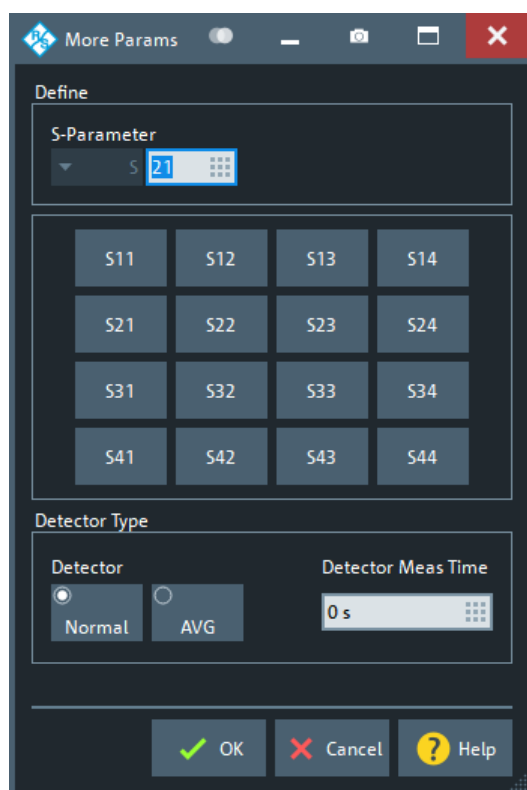 R&S More Params
Define
S-Parameter
S 21
S11 S12 S13 S14
S21 S22 S23 S24
S31 S32 S33 S34
S41 S42 S43 S44
Detector Type
Detector Detector Meas Time
Normal AVG 0 s
OK Cancel ? Help